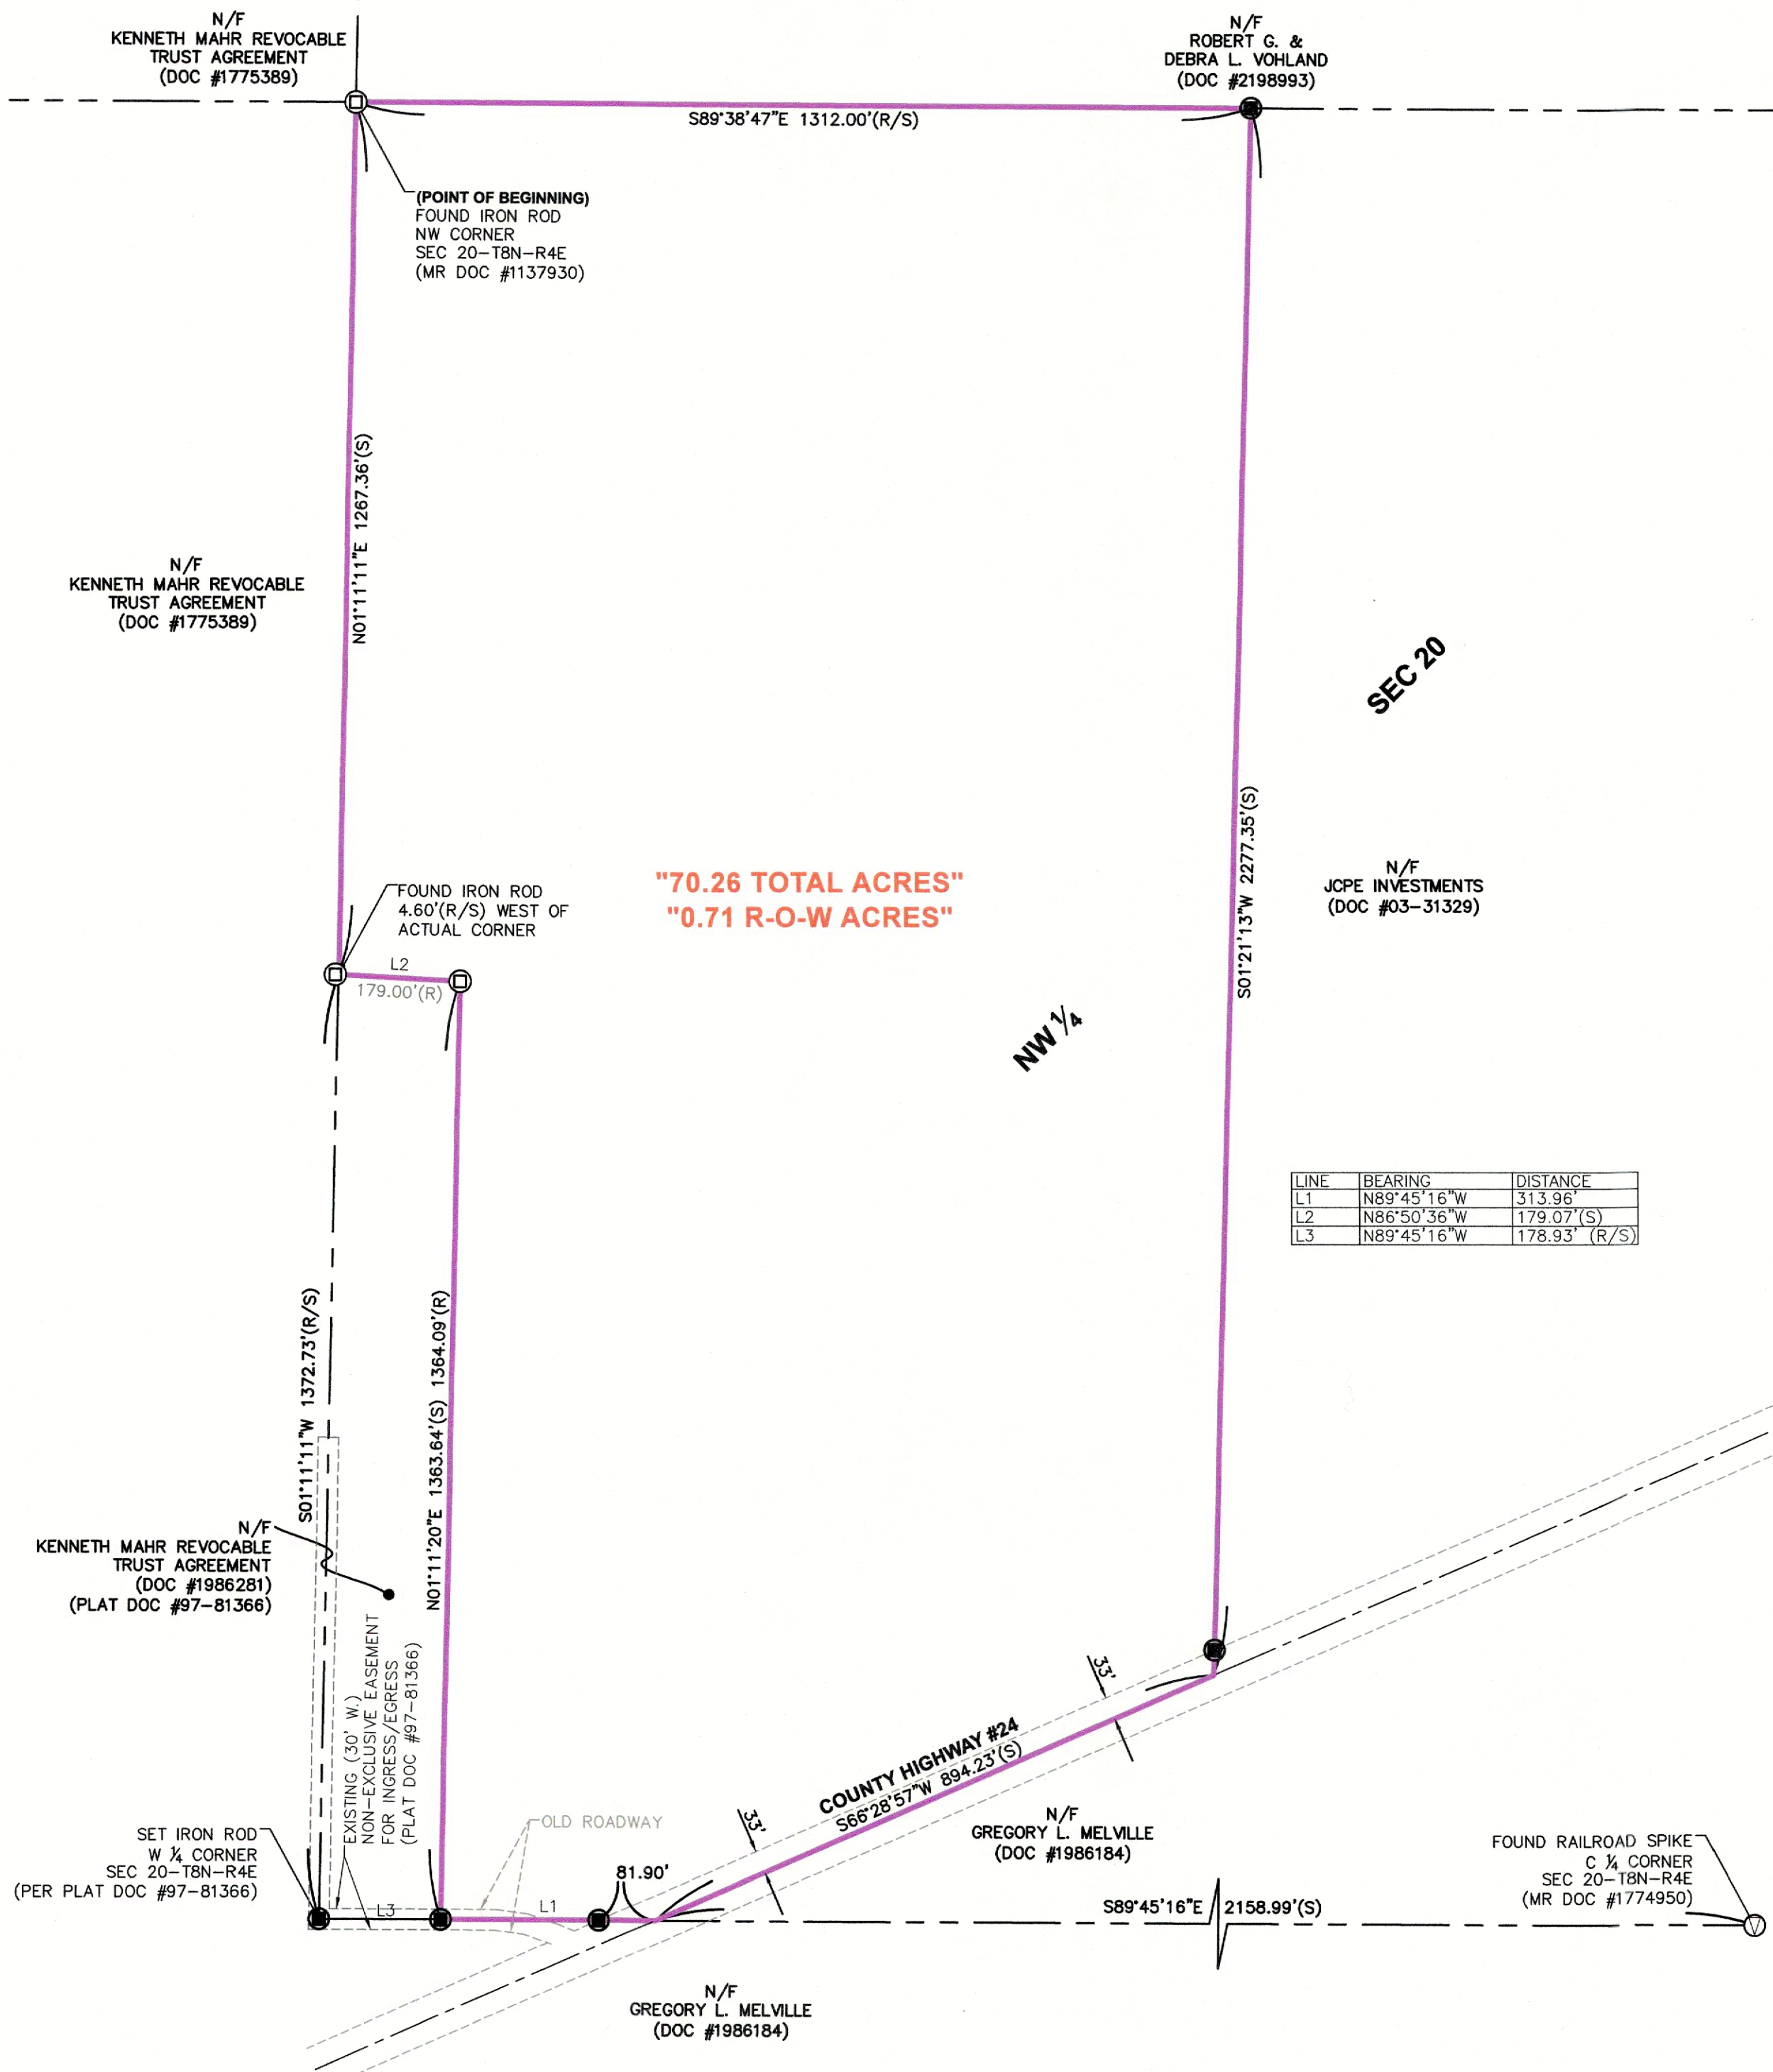 N/F
KENNETH MAHR REVOCABLE
TRUST AGREEMENT
(DOC #1775389)
N/F
ROBERT G. &
DEBRA L. VOHLAND
(DOC #2198993)
S89°38'47"E 1312.00'(R/S)
(POINT OF BEGINNING)
FOUND IRON ROD
NW CORNER
SEC 20-T8N-R4E
(MR DOC #1137930)
N01°11'11"E 1267.36'(S)
N/F
KENNETH MAHR REVOCABLE
TRUST AGREEMENT
(DOC #1775389)
SEC 20
S01°21'13"W 2277.35'(S)
"70.26 TOTAL ACRES"
"0.71 R-O-W ACRES"
N/F
JCPE INVESTMENTS
(DOC #03-31329)
FOUND IRON ROD
4.60'(R/S) WEST OF
ACTUAL CORNER
L2
179.00'(R)
NW 1/4
LINE BEARING DISTANCE
L1 N89°45'16"W 313.96'
L2 N86°50'36"W 179.07'(S)
L3 N89°45'16"W 178.93' (R/S)
S01°11'11"W 1372.73'(R/S)
N01°11'20"E 1363.64'(S) 1364.09'(R)
N/F
KENNETH MAHR REVOCABLE
TRUST AGREEMENT
(DOC #1986281)
(PLAT DOC #97-81366)
EXISTING (30' W.)
NON-EXCLUSIVE EASEMENT
FOR INGRESS/EGRESS
(PLAT DOC #97-81366)
33'
COUNTY HIGHWAY #24
S66°28'57"W 894.23'(S)
33'
OLD ROADWAY
N/F
GREGORY L. MELVILLE
(DOC #1986184)
SET IRON ROD
W 1/4 CORNER
SEC 20-T8N-R4E
(PER PLAT DOC #97-81366)
FOUND RAILROAD SPIKE
C 1/4 CORNER
SEC 20-T8N-R4E
(MR DOC #1774950)
81.90'
L3
L1
S89°45'16"E 2158.99'(S)
N/F
GREGORY L. MELVILLE
(DOC #1986184)